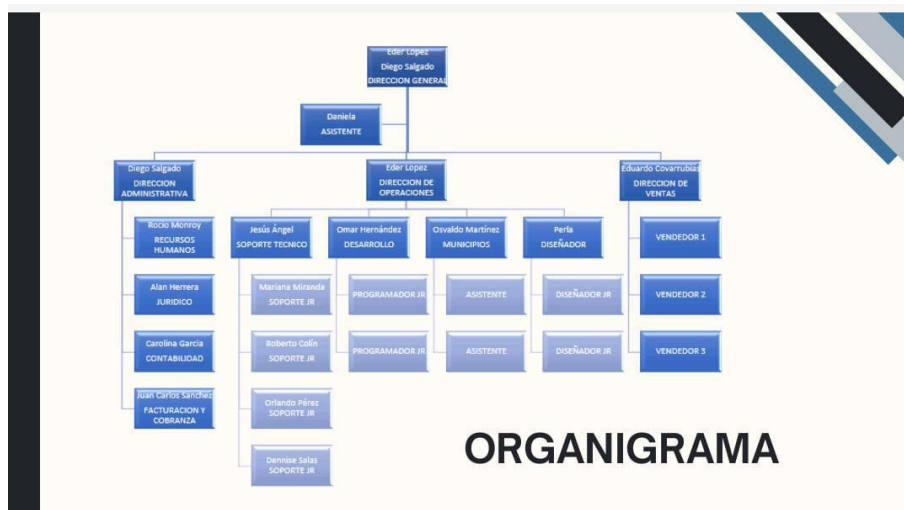 Eder Lopez
Diego Salgado
DIRECCION GENERAL
Daniela
ASISTENTE
Diego Salgado
DIRECCION
ADMINISTRATIVA
Eder Lopez
DIRECCION DE
OPERACIONES
Eduardo Covarrubias
DIRECCION DE
VENTAS
Rocio Monroy
RECURSOS
HUMANOS
Jesús Ángel
SOPORTE TECNICO
Omar Hernández
DESARROLLO
Osvaldo Martínez
MUNICIPIOS
Perla
DISEÑADOR
VENDEDOR 1
Alan Herrera
JURIDICO
Mariana Miranda
SOPORTE JR
PROGRAMADOR JR
ASISTENTE
DISEÑADOR JR
VENDEDOR 2
Carolina Garcia
CONTABILIDAD
Roberto Colín
SOPORTE JR
PROGRAMADOR JR
ASISTENTE
DISEÑADOR JR
VENDEDOR 3
Juan Carlos Sanchez
FACTURACION Y
COBRANZA
Orlando Pérez
SOPORTE JR
Dennise Salas
SOPORTE JR
ORGANIGRAMA